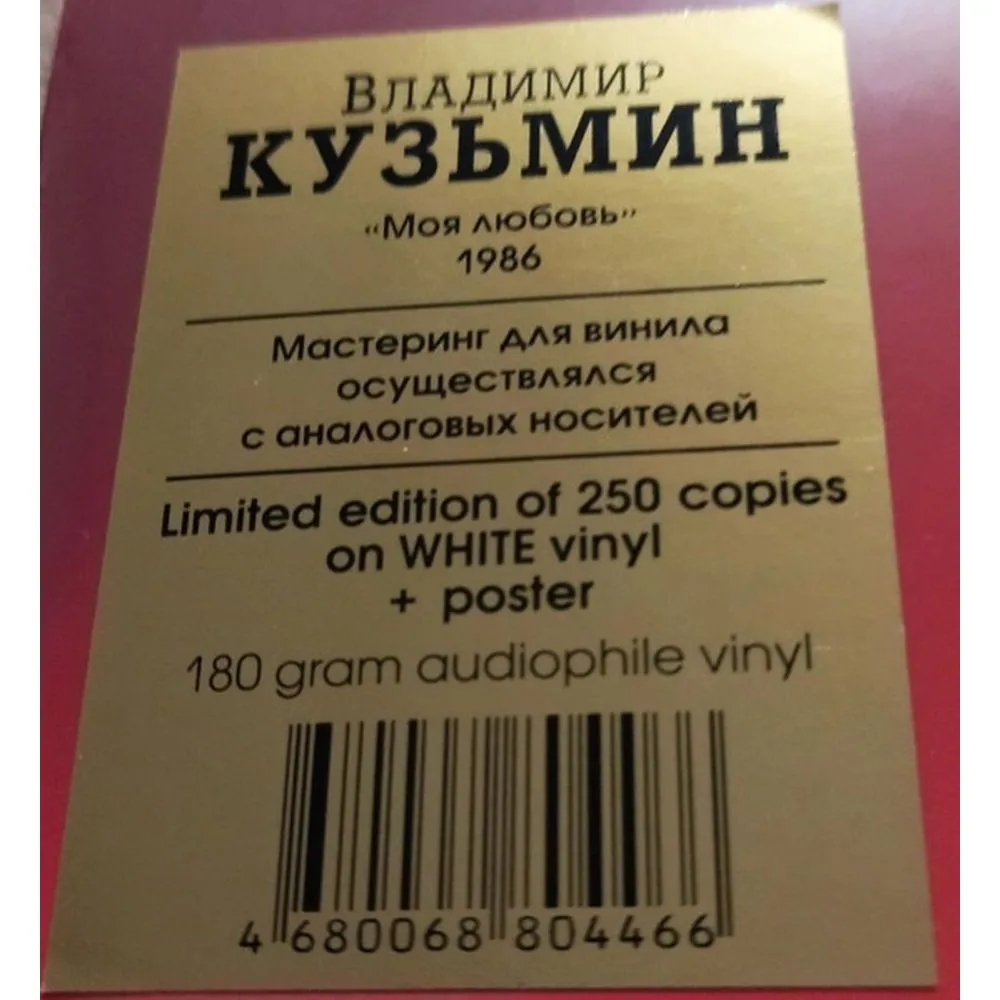 Владимир
КУЗЬМИН
«Моя любовь"
1986
Мастеринг для винила
осуществлялся
с аналоговых носителей
Limited edition of 250 copies
on WHITE vinyl
+ poster
180 gram audiophile vinyl
4 680068 804466